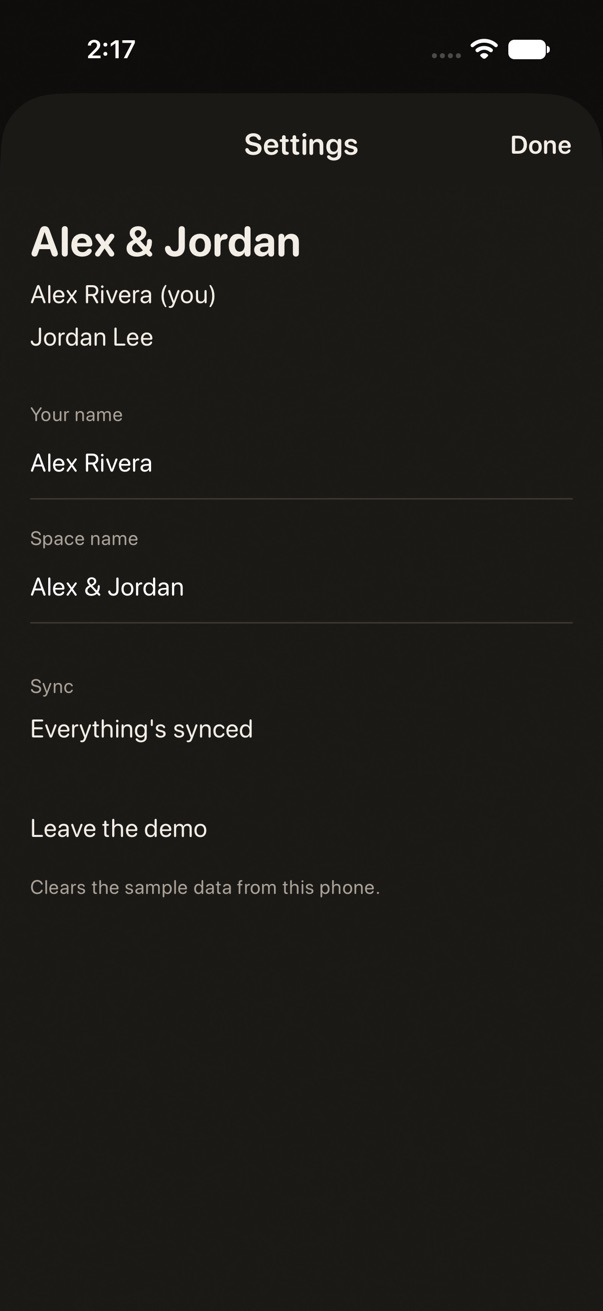 2:17
Settings
Done
Alex & Jordan
Alex Rivera (you)
Jordan Lee
Your name
Alex Rivera
Space name
Alex & Jordan
Sync
Everything's synced
Leave the demo
Clears the sample data from this phone.